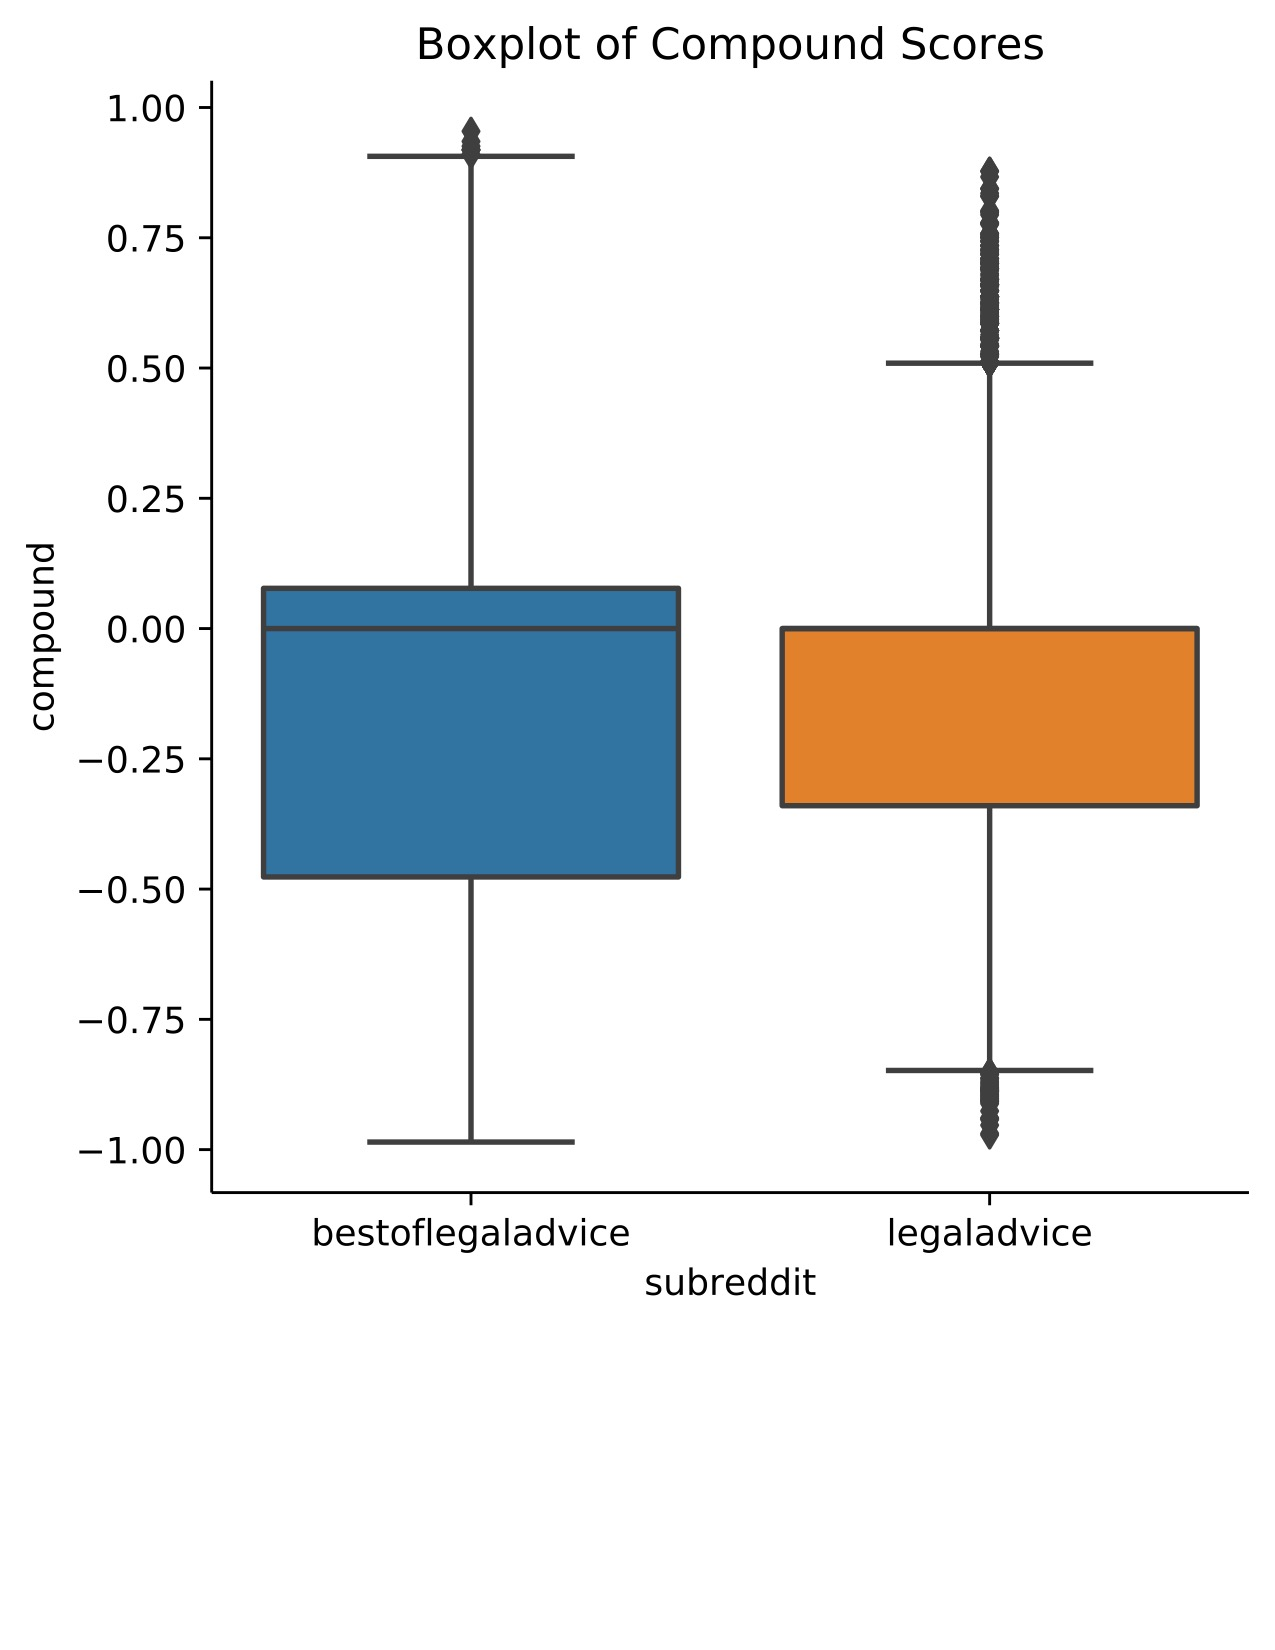 Boxplot of Compound Scores
1.00
0.75
0.50
0.25
0.00
−0.25
−0.50
−0.75
−1.00
compound
bestoflegaladvice legaladvice
subreddit